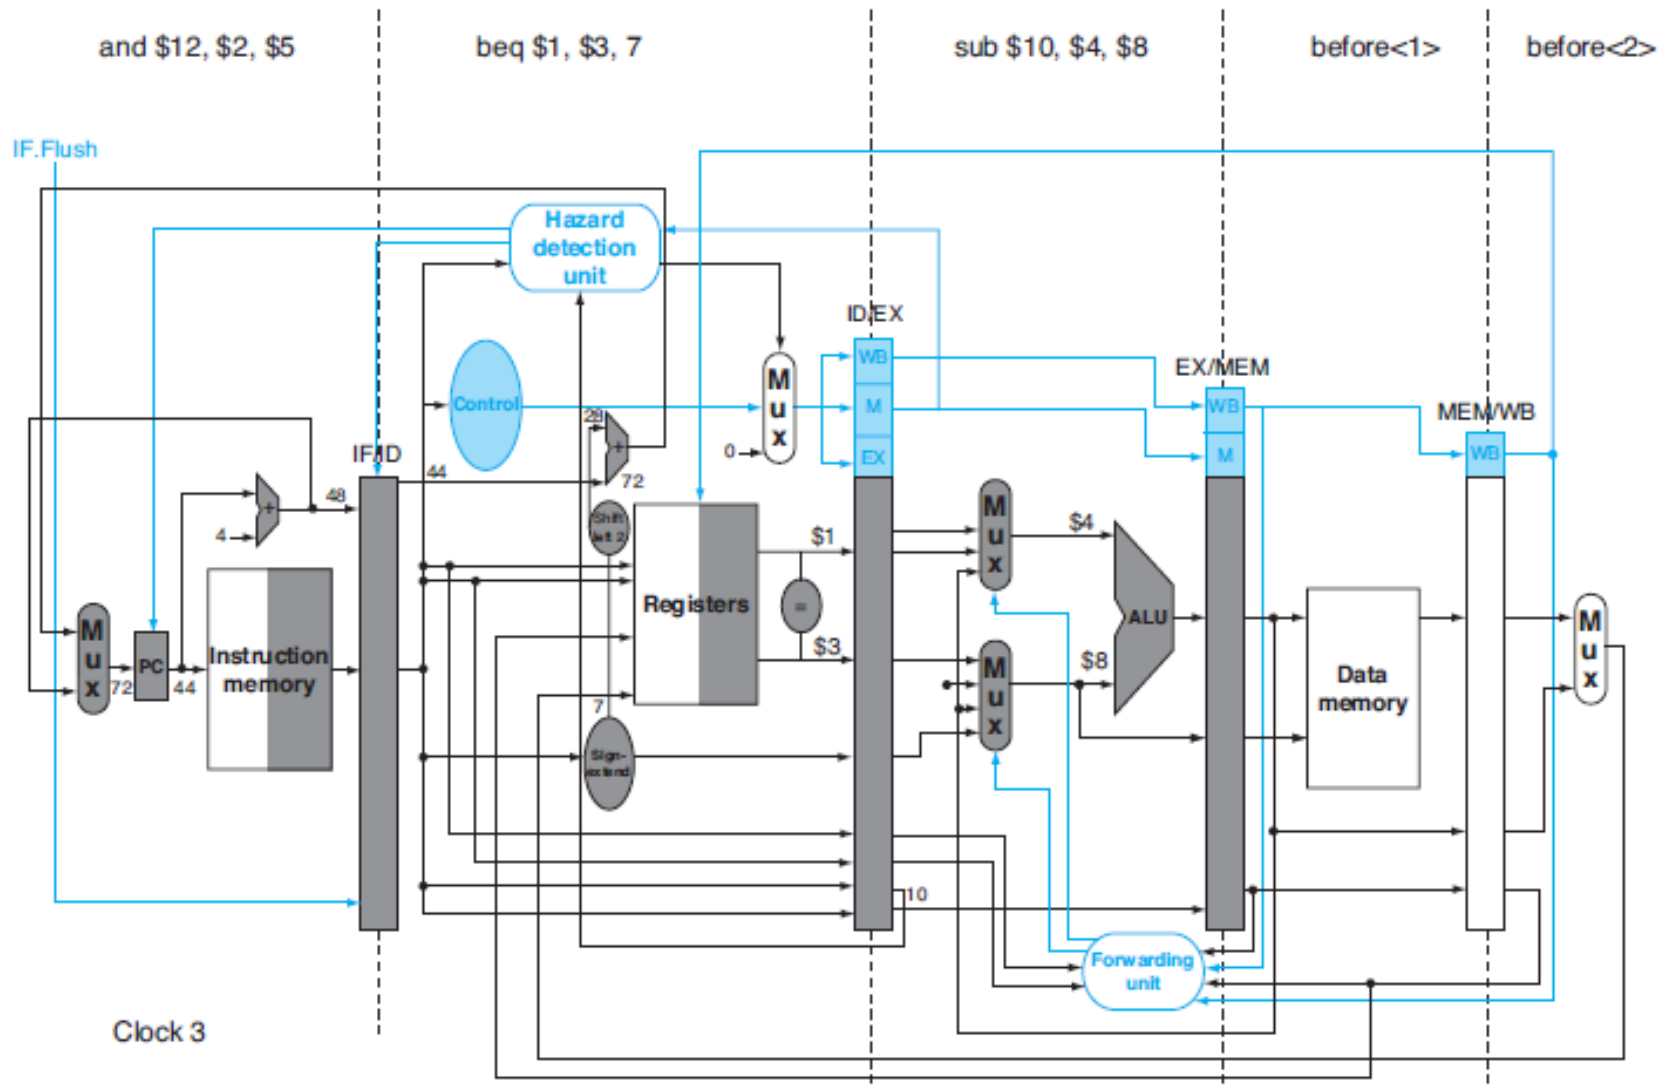 and $12, $2, $5
beq $1, $3, 7
sub $10, $4, $8
before<1>
before<2>
IF.Flush
Hazard
detection
unit
ID/EX
WB
M
EX
Control
M
u
x
0
28
+
72
EX/MEM
WB
M
MEM/WB
WB
IF/ID
44
48
+
4
Shift
left 2
$1
=
$3
Registers
M
u
x
$4
M
u
x
$8
ALU
M
u
x
72
PC
44
Instruction
memory
Data
memory
M
u
x
7
Sign-
extend
10
Forwarding
unit
Clock 3